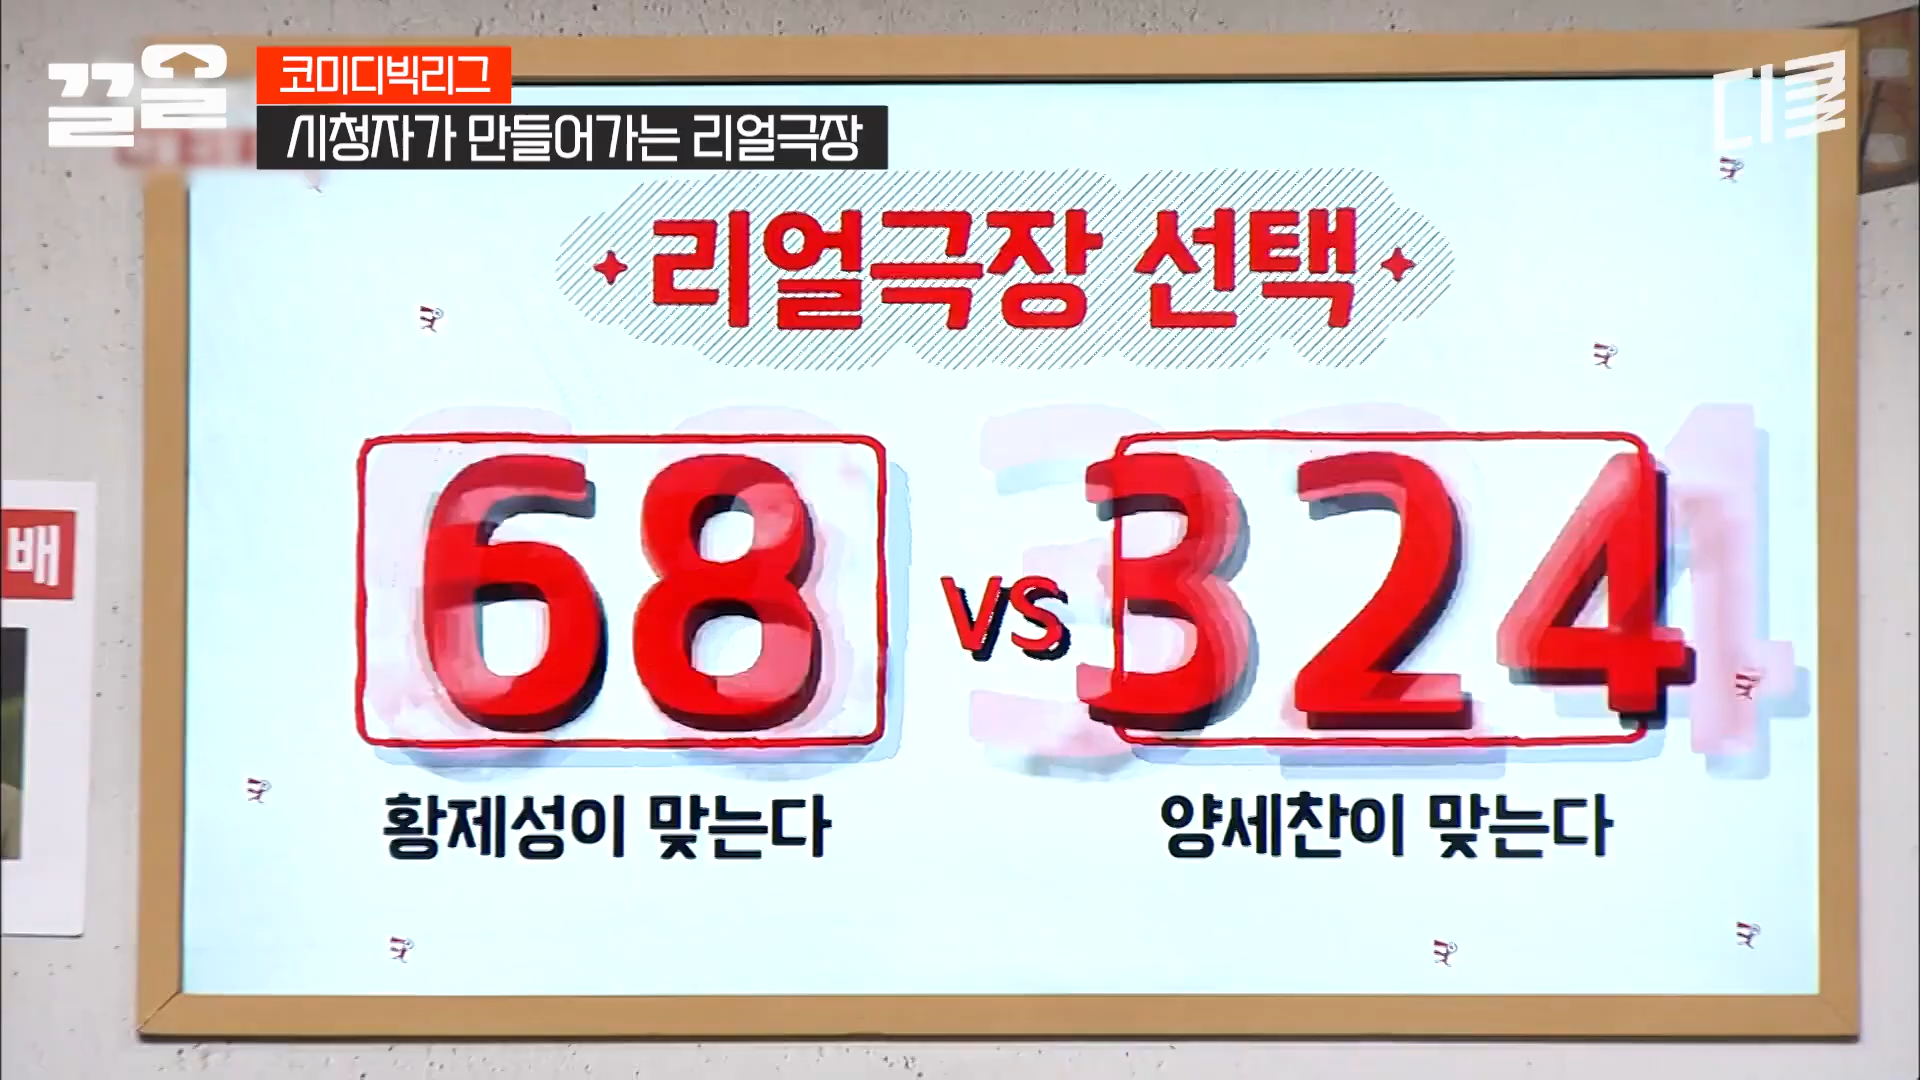 끌올
코미디빅리그
디글
시청자가 만들어가는 리얼극장
리얼극장 선택
68 vs 324
황제성이 맞는다
양세찬이 맞는다
배